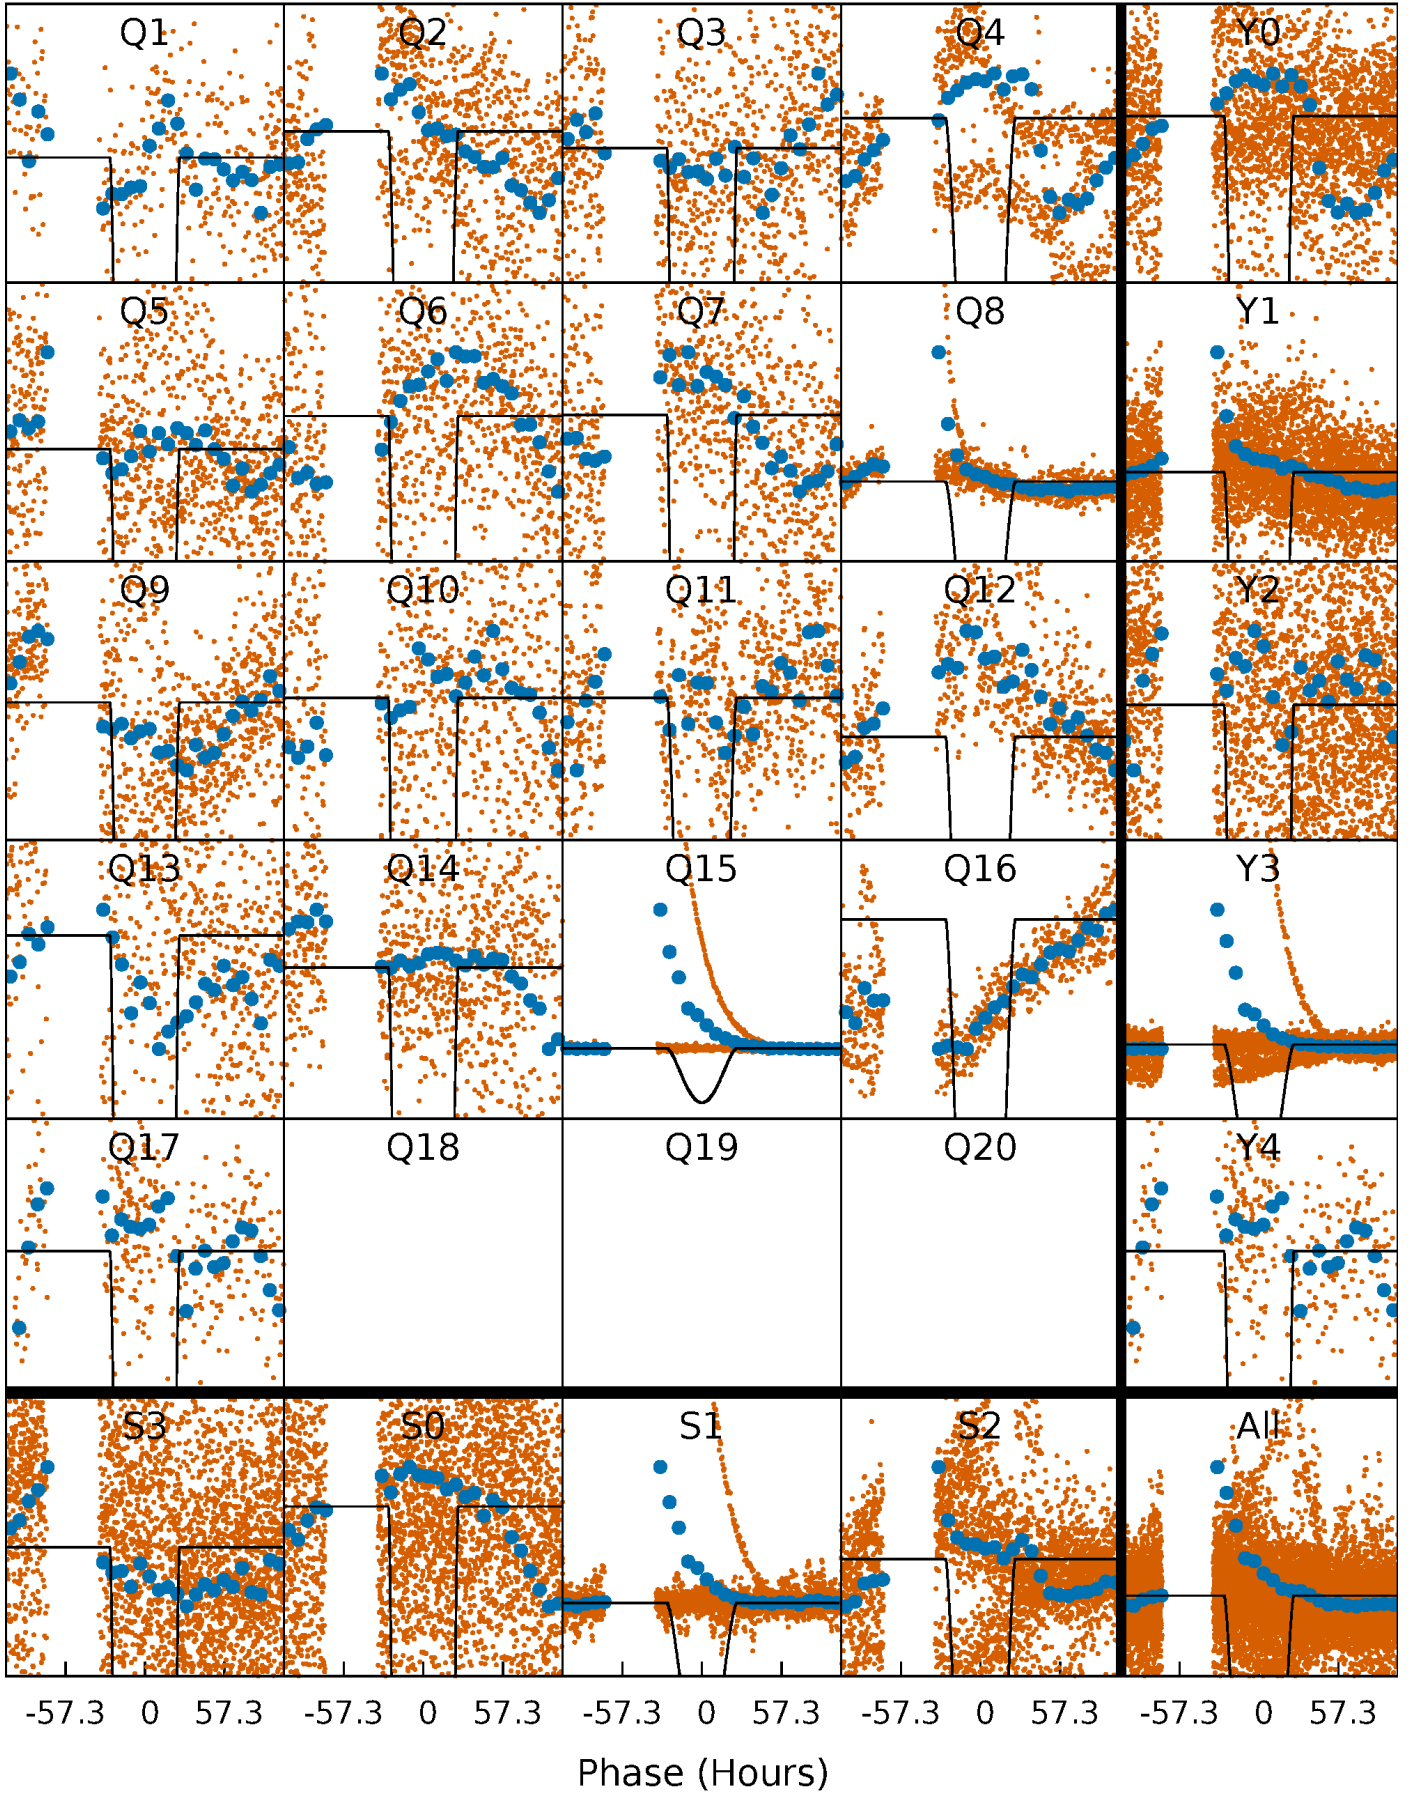 Q1 Q2 Q3 Q4 Y0
Q5 Q6 Q7 Q8 Y1
Q9 Q10 Q11 Q12 Y2
Q13 Q14 Q15 Q16 Y3
Q17 Q18 Q19 Q20 Y4
S3 S0 S1 S2 All
-57.3 0 57.3 -57.3 0 57.3 -57.3 0 57.3 -57.3 0 57.3 -57.3 0 57.3
Phase (Hours)